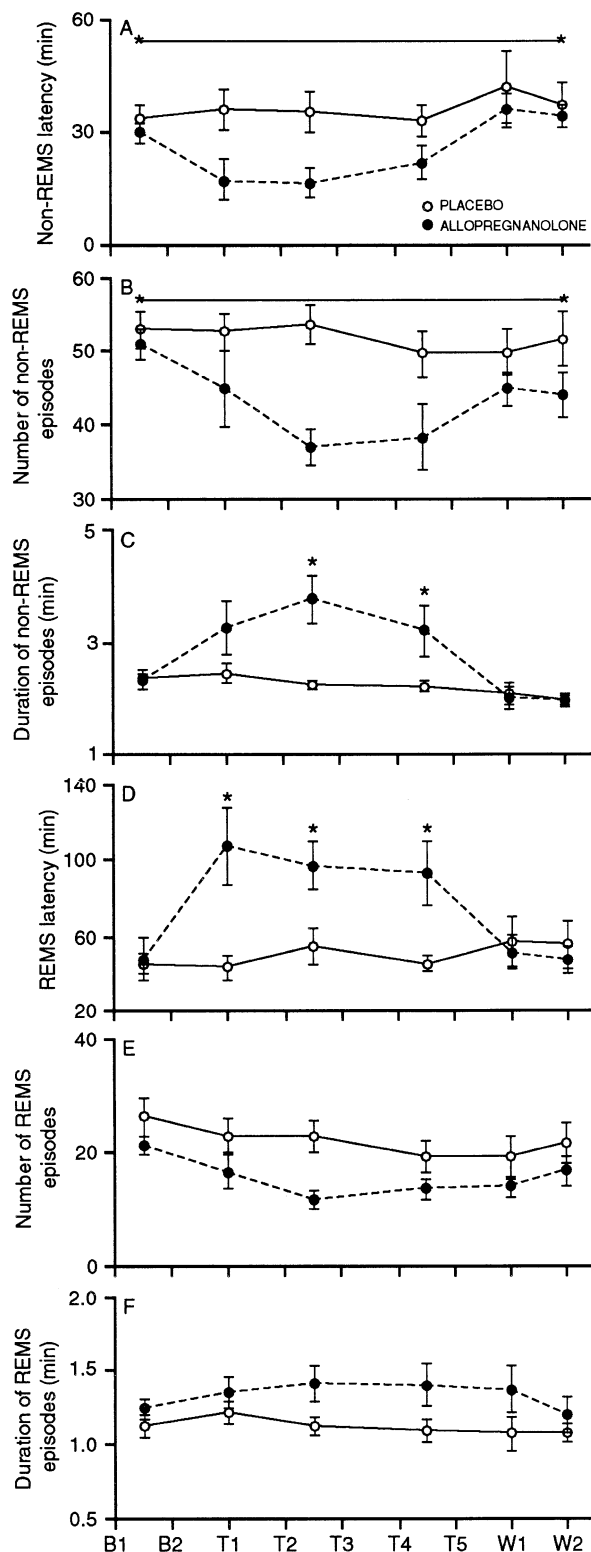 A
* *
60
30
0
Non-REMS latency (min)
PLACEBO
ALLOPREGNANOLONE
B
* *
60
50
40
30
Number of non-REMS
episodes
C
*
*
5
3
1
Duration of non-REMS
episodes (min)
D
* * *
140
100
60
20
REMS latency (min)
E
40
20
0
Number of REMS
episodes
F
2.0
1.5
1.0
0.5
Duration of REMS
episodes (min)
B1 B2 T1 T2 T3 T4 T5 W1 W2